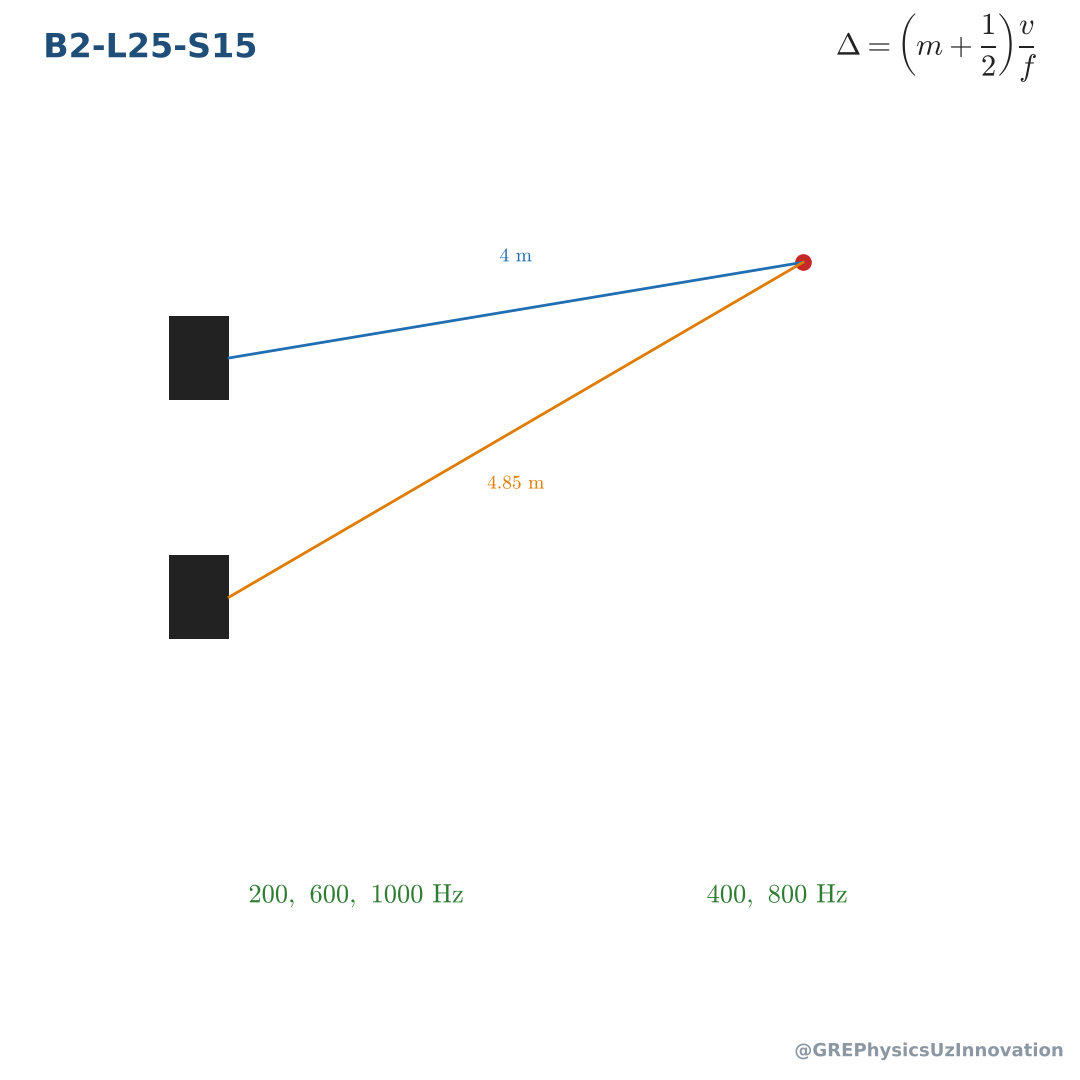 B2-L25-S15
Δ = (m + 1/2) v/f
4 m
4.85 m
200, 600, 1000 Hz
400, 800 Hz
@GREPhysicsUzInnovation